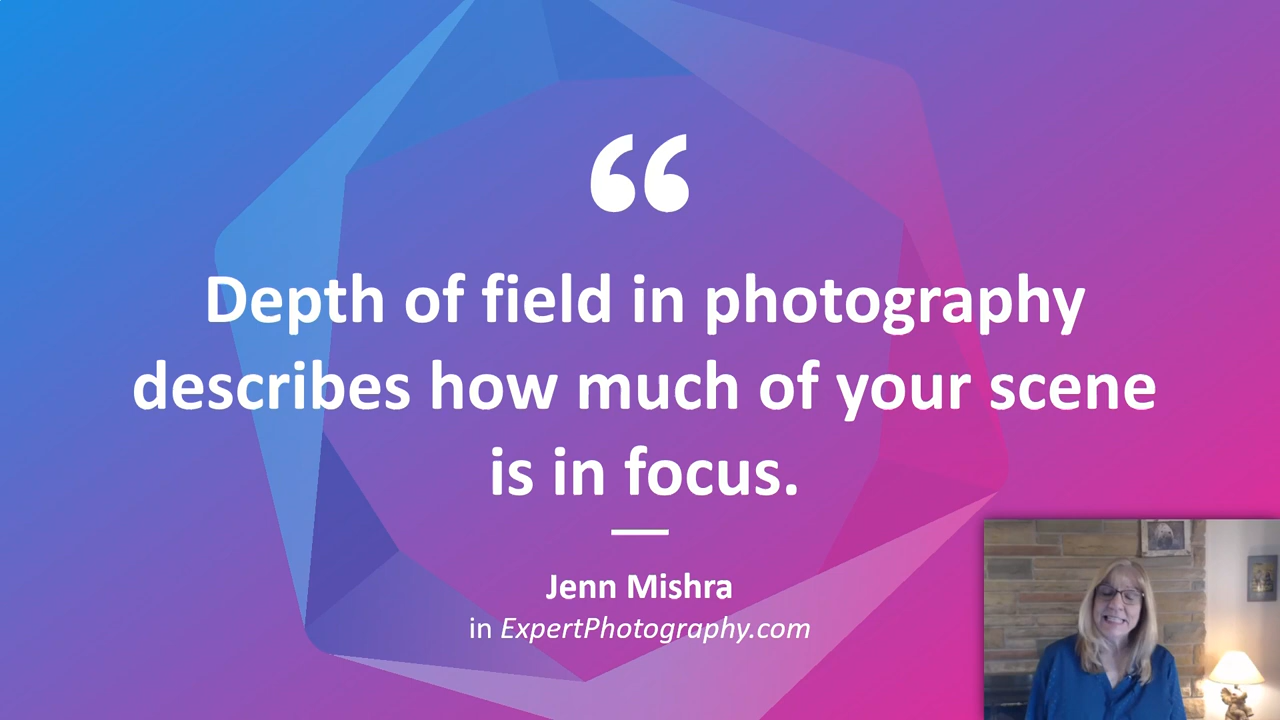 “
Depth of field in photography
describes how much of your scene
is in focus.
Jenn Mishra
in ExpertPhotography.com